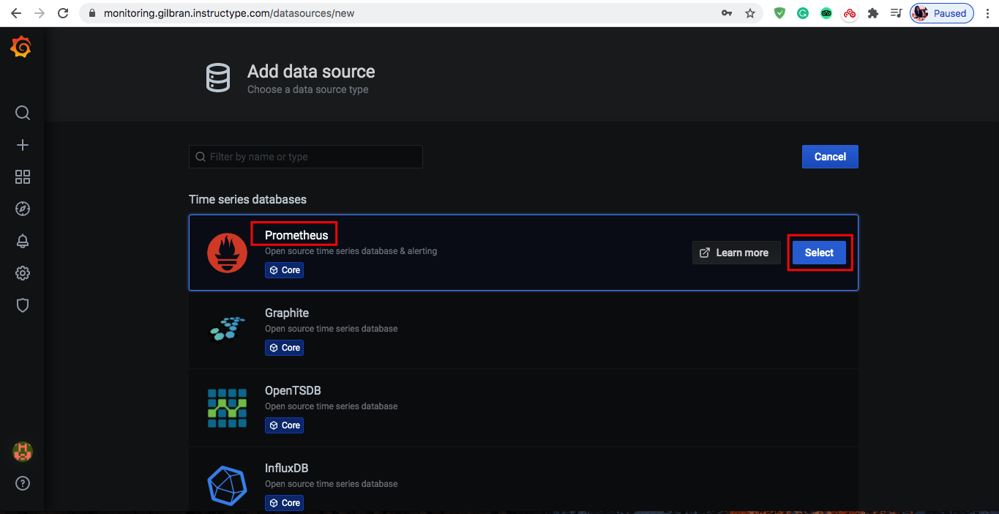 monitoring.gilbran.instructype.com/datasources/new
Paused
Add data source
Choose a data source type
Filter by name or type
Cancel
Time series databases
Prometheus
Open source time series database & alerting
Core
Learn more
Select
Graphite
Open source time series database
Core
OpenTSDB
Open source time series database
Core
InfluxDB
Open source time series database
Core